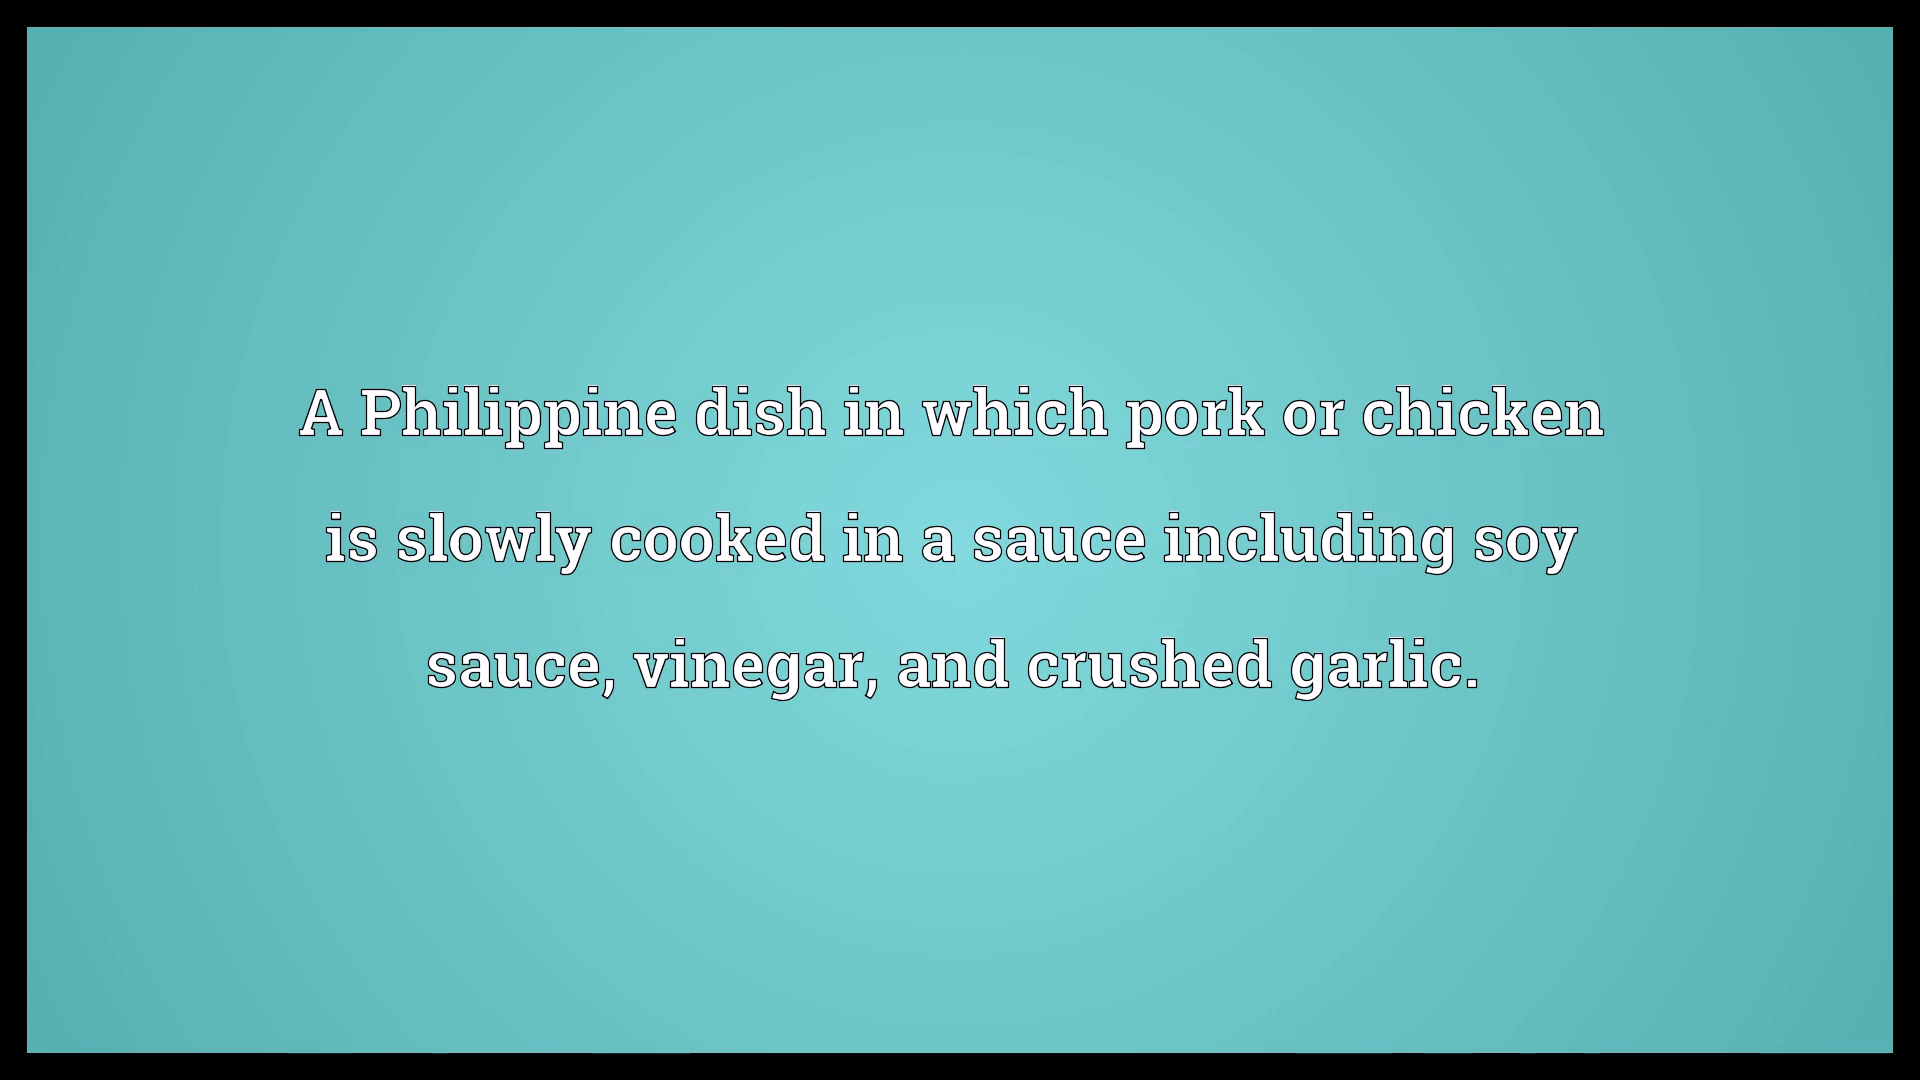 A Philippine dish in which pork or chicken
is slowly cooked in a sauce including soy
sauce, vinegar, and crushed garlic.